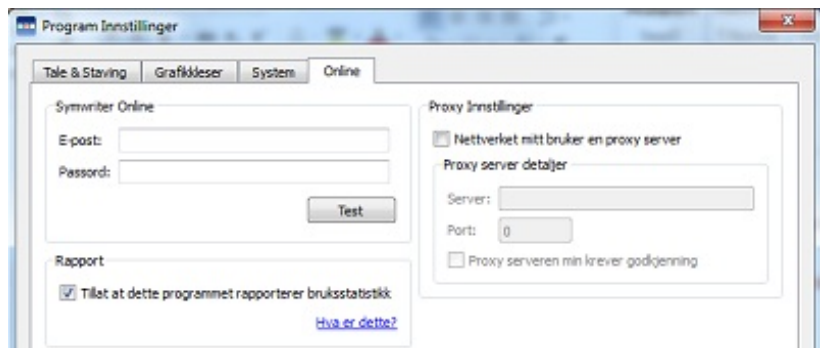 Program Innstillinger
Tale & Staving
Grafikkleser
System
Online
Symwriter Online
E-post:
Passord:
Test
Rapport
Tillat at dette programmet rapporterer bruksstatistikk
Hva er dette?
Proxy Innstilinger
Nettverket mitt bruker en proxy server
Proxy server detaljer
Server:
Port:
0
Proxy serveren min krever godkjenning